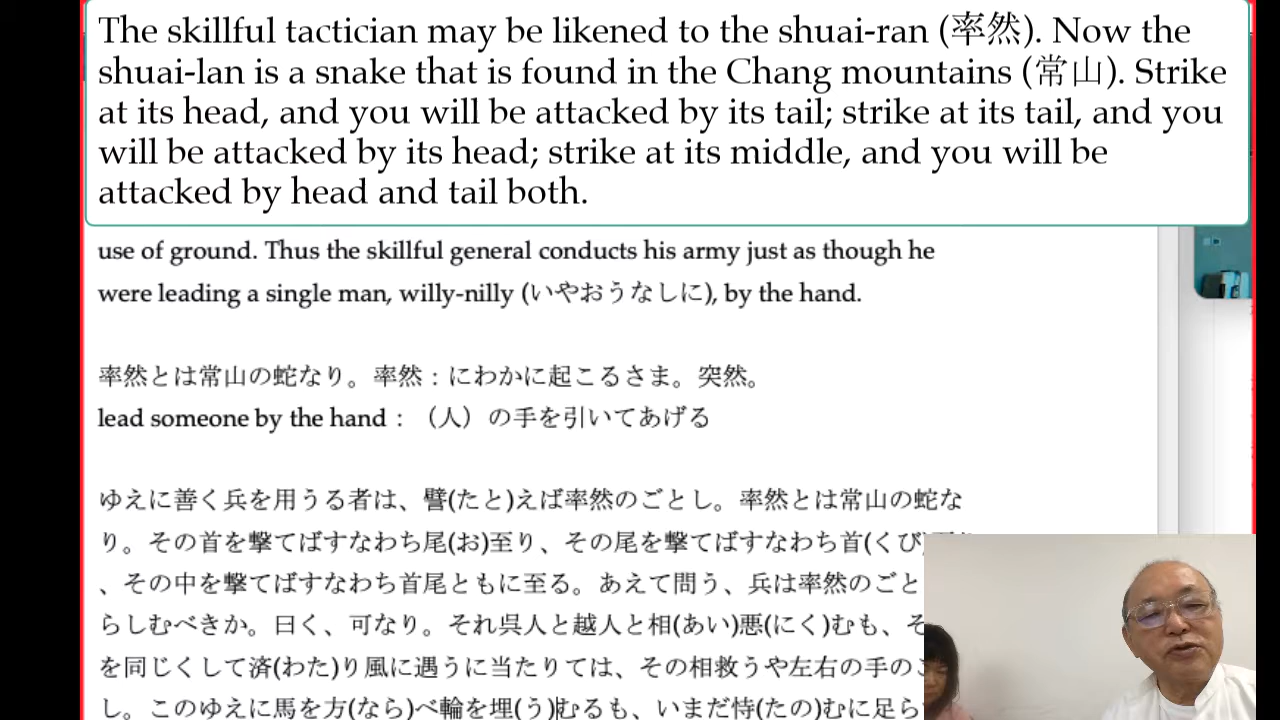 The skillful tactician may be likened to the shuai-ran (率然). Now the
shuai-lan is a snake that is found in the Chang mountains (常山). Strike
at its head, and you will be attacked by its tail; strike at its tail, and you
will be attacked by its head; strike at its middle, and you will be
attacked by head and tail both.
use of ground. Thus the skillful general conducts his army just as though he
were leading a single man, willy-nilly (いやおうなしに), by the hand.
率然とは常山の蛇なり。率然：にわかに起こるさま。突然。
lead someone by the hand：（人）の手を引いてあげる
ゆえに善く兵を用うる者は、譬(たと)えば率然のごとし。率然とは常山の蛇な
り。その首を撃てばすなわち尾(お)至り、その尾を撃てばすなわち首(くび)
、その中を撃てばすなわち首尾ともに至る。あえて問う、兵は率然のごと
らしむべきか。曰く、可なり。それ呉人と越人と相(あい)悪(にく)むも、そ
を同じくして済(わた)り風に遇うに当たりては、その相救うや左右の手の
し。このゆえに馬を方(なら)べ輪を埋(う)むるも、いまだ恃(たの)むに足ら